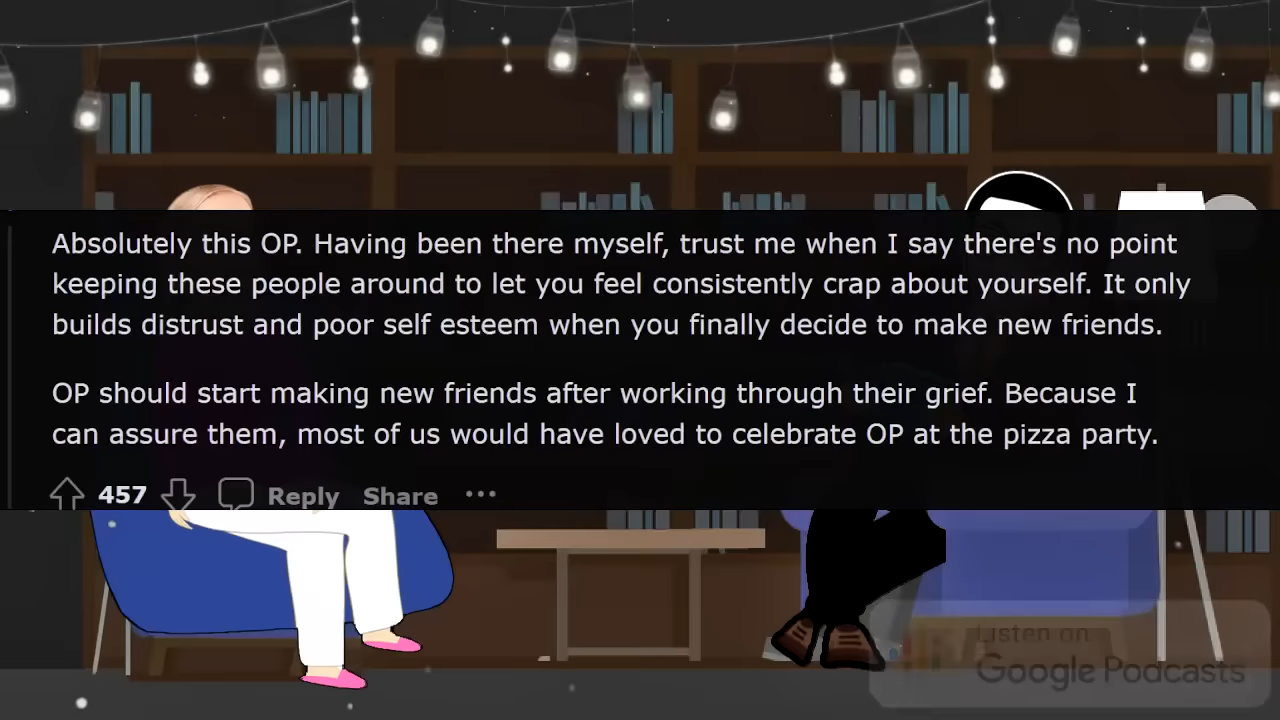 Absolutely this OP. Having been there myself, trust me when I say there's no point
keeping these people around to let you feel consistently crap about yourself. It only
builds distrust and poor self esteem when you finally decide to make new friends.
OP should start making new friends after working through their grief. Because I
can assure them, most of us would have loved to celebrate OP at the pizza party.
457 Reply Share ...
Listen on
Google Podcasts